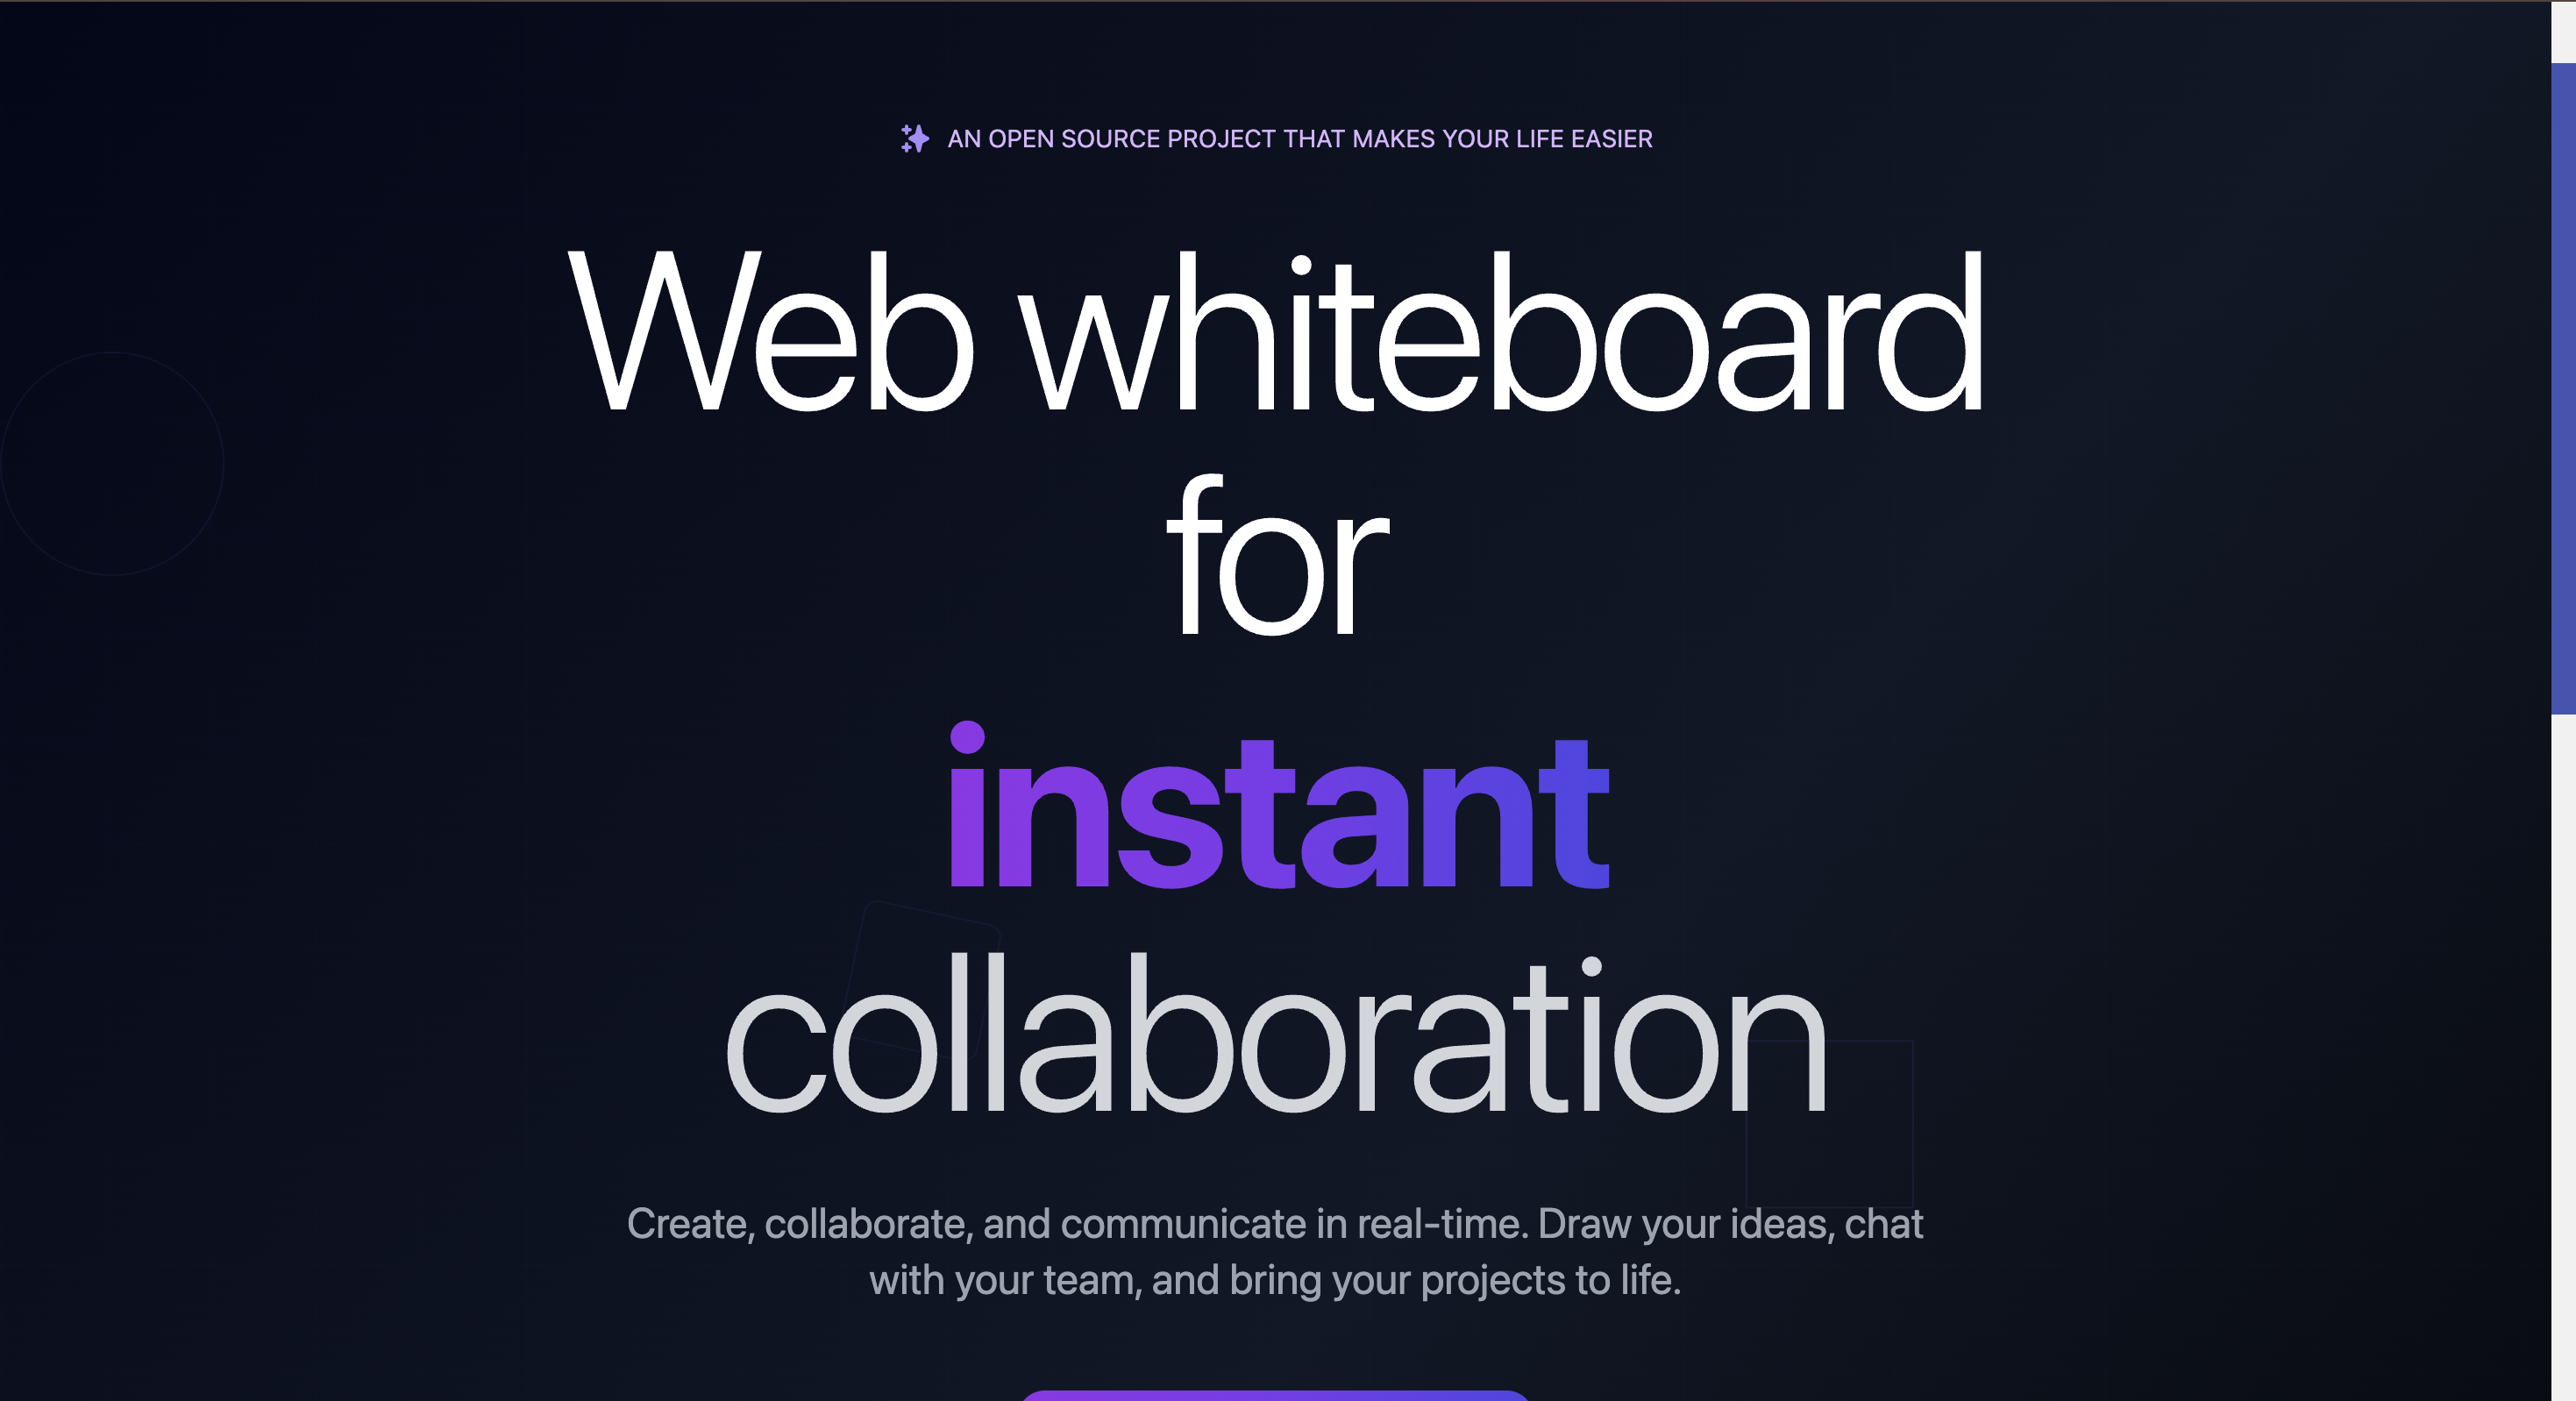 AN OPEN SOURCE PROJECT THAT MAKES YOUR LIFE EASIER
Web whiteboard
for
instant
collaboration
Create, collaborate, and communicate in real-time. Draw your ideas, chat
with your team, and bring your projects to life.